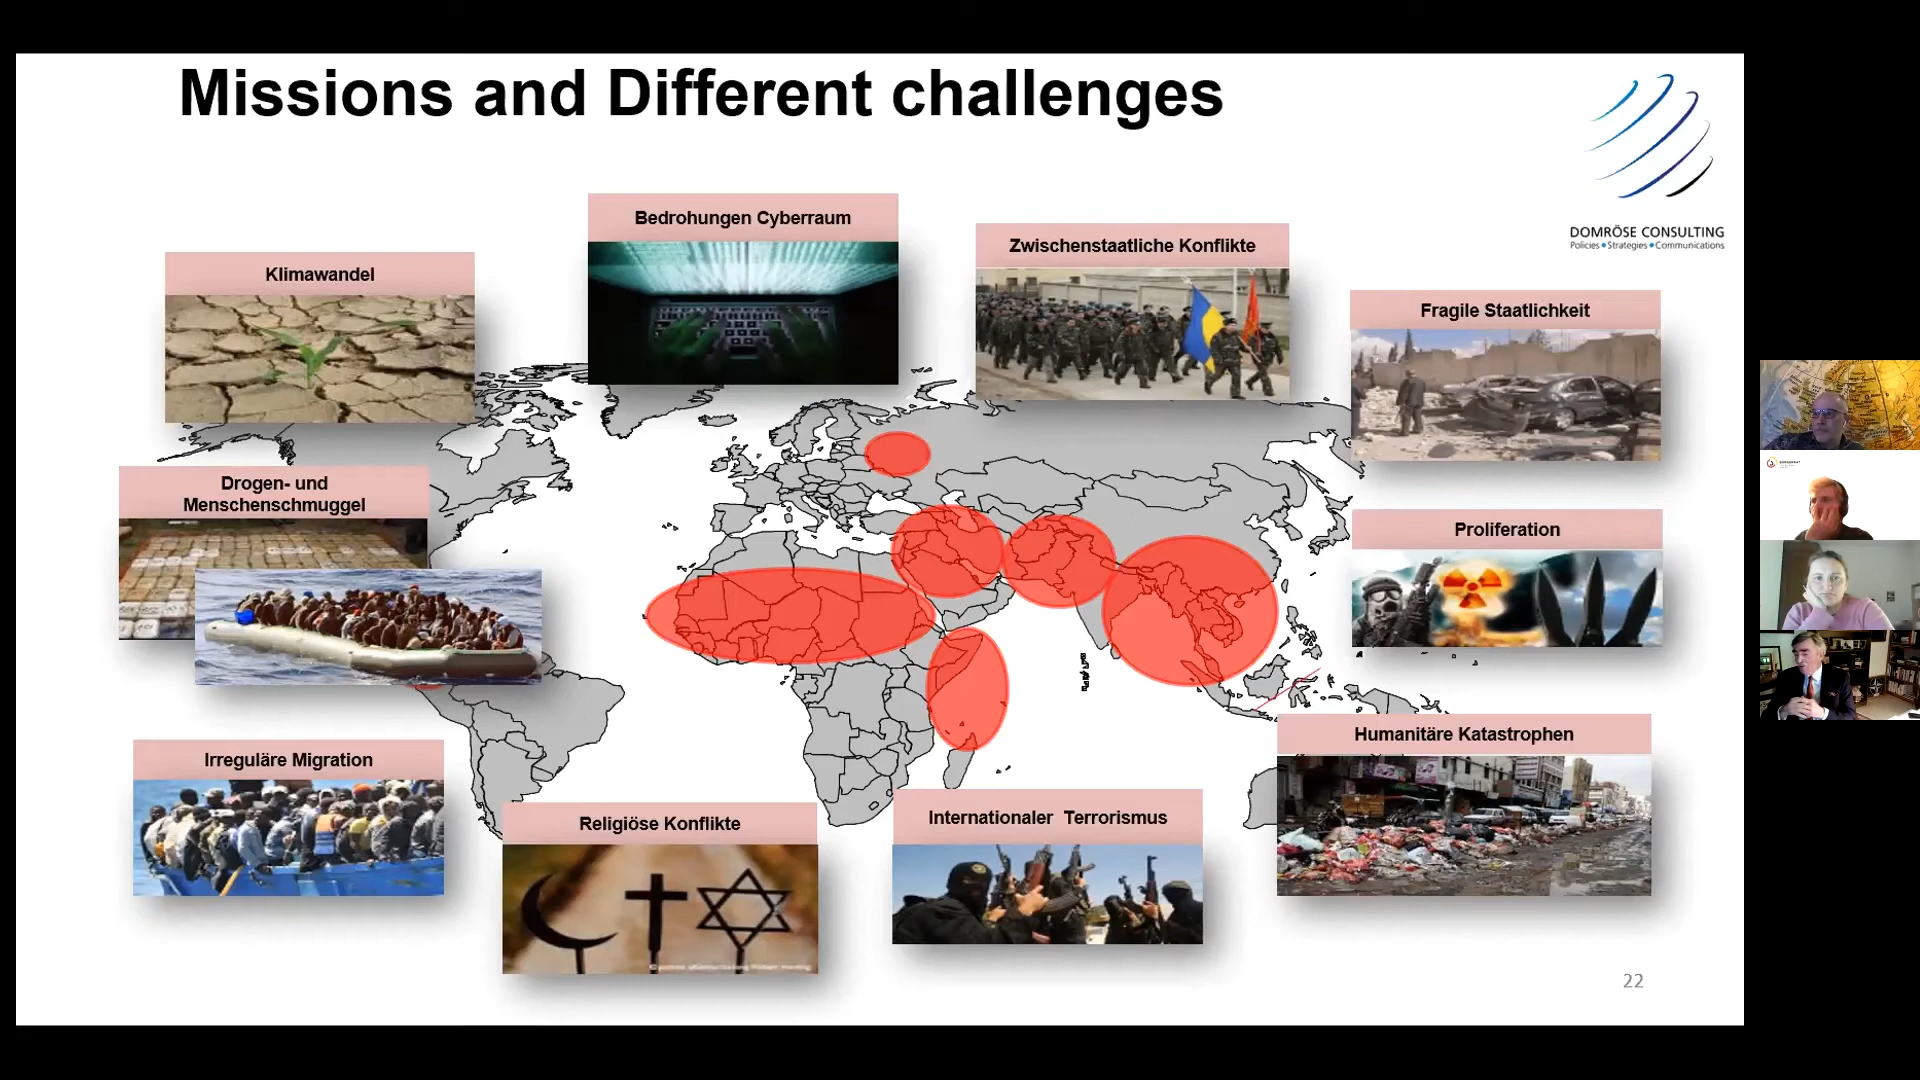 Missions and Different challenges
DOMRÖSE CONSULTING
Policies • Strategies • Communications
Bedrohungen Cyberraum
Zwischenstaatliche Konflikte
Klimawandel
Fragile Staatlichkeit
Drogen- und
Menschenschmuggel
Proliferation
Humanitäre Katastrophen
Irreguläre Migration
Religiöse Konflikte
Internationaler Terrorismus
22